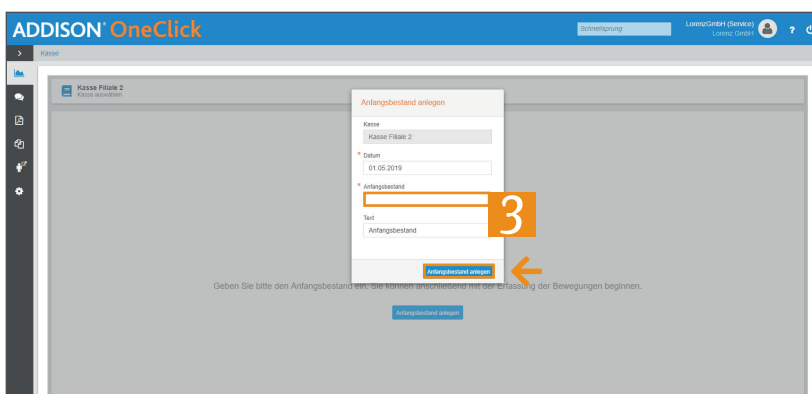 ADDISON OneClick
Schnellsprung
LorenzGmbH (Service)
Lorenz GmbH
?
Kasse
Kasse Filiale 2
Kasse auswählen
Anfangsbestand anlegen
Kasse
Kasse Filiale 2
* Datum
01.05.2019
* Anfangsbestand
3
Text
Anfangsbestand
Anfangsbestand anlegen
Geben Sie bitte den Anfangsbestand ein. Sie können anschließend mit der Erfassung der Bewegungen beginnen.
Anfangsbestand anlegen